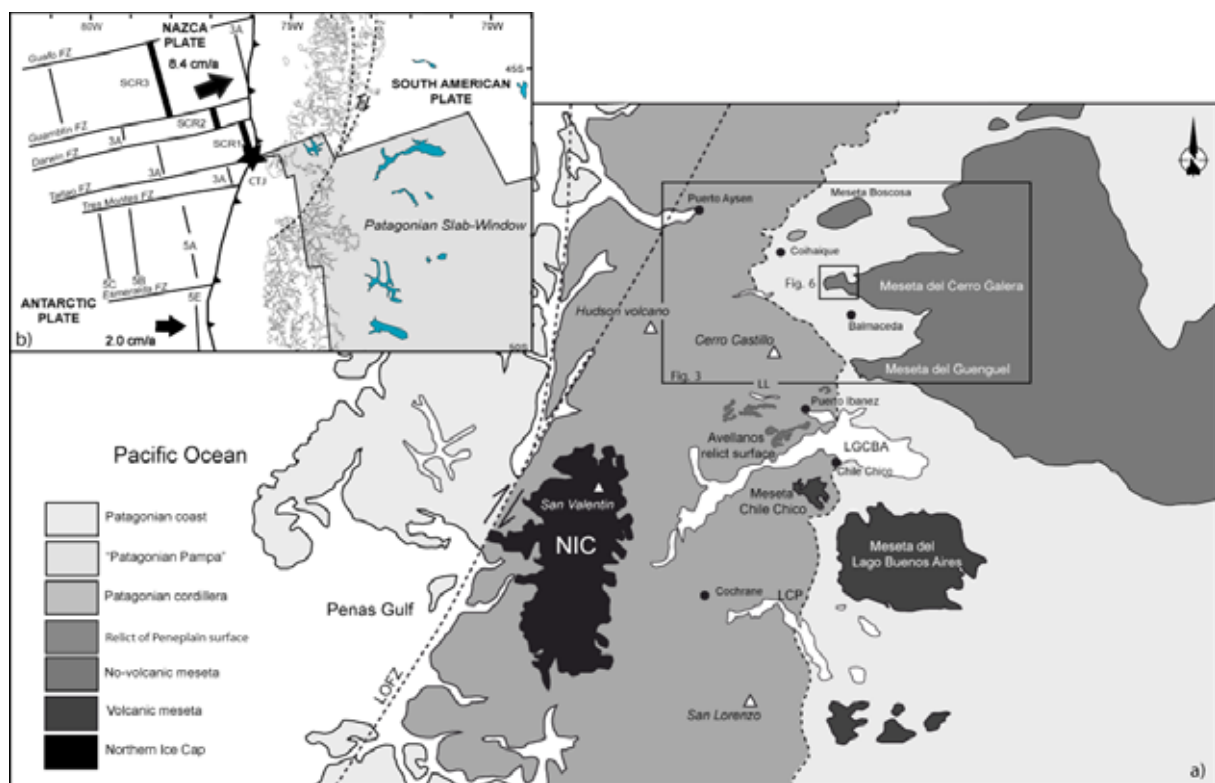 80W
75W
70W
NAZCA
PLATE
3A
Guafo FZ
8.4 cm/a
45S
SCR3
SOUTH AMERICAN
PLATE
Guamblin FZ
SCR2
Darwin FZ
3A
SCR1
3A
Taitao FZ
3A
CTJ
Tres Montes FZ
Patagonian Slab-Window
5A
5C
5B
Esmeralda FZ
ANTARCTIC
PLATE
5E
2.0 cm/a
50S
b)
Puerto Aysen
Meseta Boscosa
Coihaique
Fig. 6
Meseta del Cerro Galera
Hudson volcano
Balmaceda
Cerro Castillo
Meseta del Guenguel
Fig. 3
LL
Puerto Ibanez
Avellanos
relict surface
LGCBA
Chile Chico
Pacific Ocean
San Valentin
Meseta
Chile Chico
NIC
Meseta del
Lago Buenos Aires
Penas Gulf
Cochrane
LCP
LOFZ
San Lorenzo
Patagonian coast
"Patagonian Pampa"
Patagonian cordillera
Relict of Peneplain surface
No-volcanic meseta
Volcanic meseta
Northern Ice Cap
a)